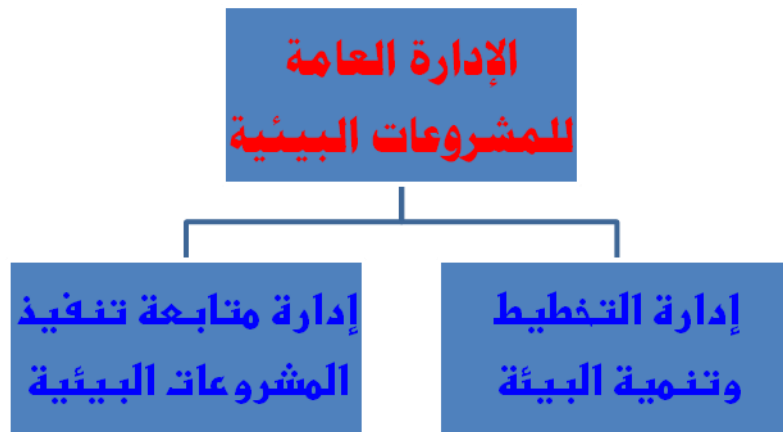 الإدارة العامة
للمشروعات البيئية
إدارة التخطيط
وتنمية البيئة
إدارة متابعة تنفيذ
المشروعات البيئية